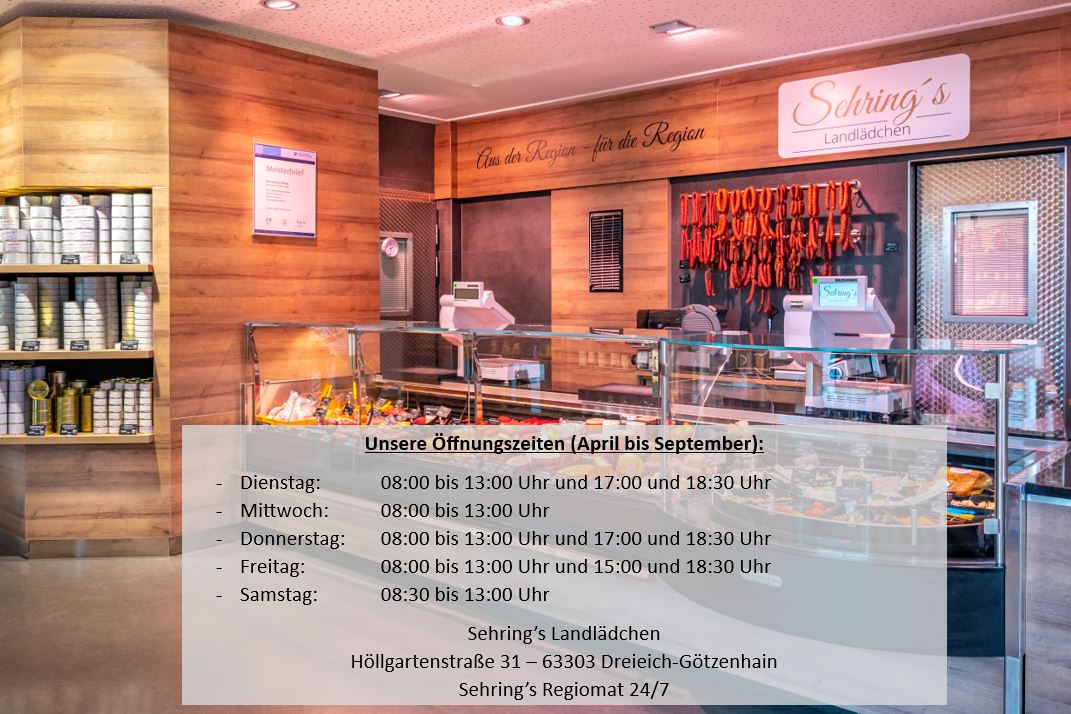 Sehring´s
Landlädchen
Aus der Region - für die Region
Meisterbrief
Sehring´s
Unsere Öffnungszeiten (April bis September):
- Dienstag: 08:00 bis 13:00 Uhr und 17:00 und 18:30 Uhr
- Mittwoch: 08:00 bis 13:00 Uhr
- Donnerstag: 08:00 bis 13:00 Uhr und 17:00 und 18:30 Uhr
- Freitag: 08:00 bis 13:00 Uhr und 15:00 und 18:30 Uhr
- Samstag: 08:30 bis 13:00 Uhr
Sehring’s Landlädchen
Höllgartenstraße 31 – 63303 Dreieich-Götzenhain
Sehring’s Regiomat 24/7